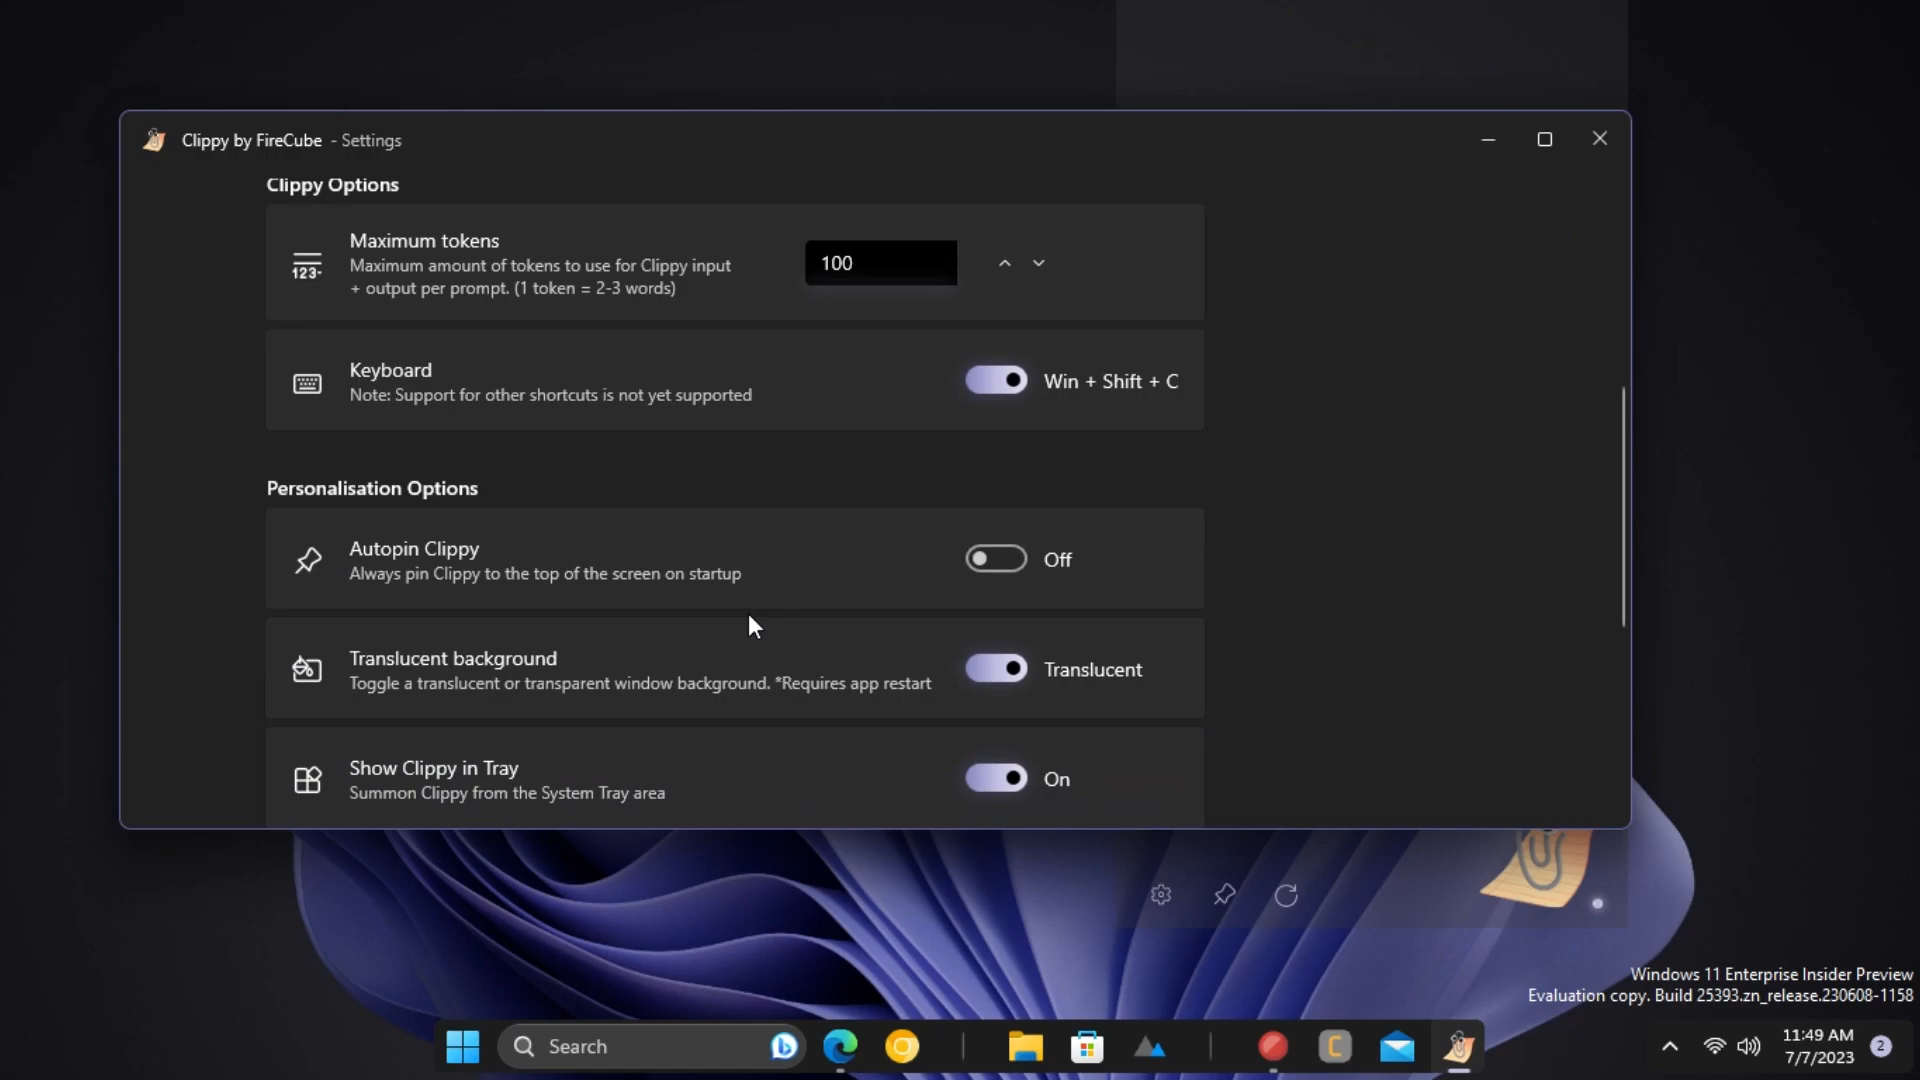 Clippy by FireCube - Settings
Clippy Options
Maximum tokens
Maximum amount of tokens to use for Clippy input
+ output per prompt. (1 token = 2-3 words)
123-
100
Keyboard
Note: Support for other shortcuts is not yet supported
Win + Shift + C
Personalisation Options
Autopin Clippy
Always pin Clippy to the top of the screen on startup
Off
Translucent background
Toggle a translucent or transparent window background. *Requires app restart
Translucent
Show Clippy in Tray
Summon Clippy from the System Tray area
On
Windows 11 Enterprise Insider Preview
Evaluation copy. Build 25393.zn_release.230608-1158
Search
C
11:49 AM
7/7/2023
2